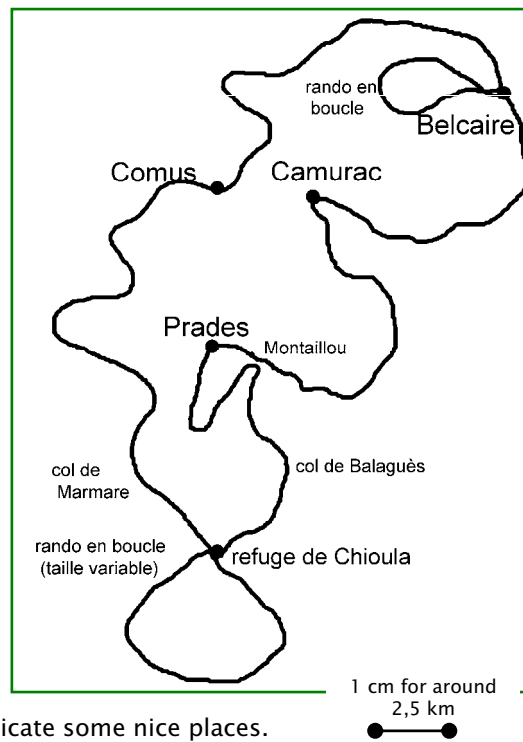 rando en
boucle
Belcaire
Comus
Camurac
Prades
Montaillou
col de
Marmare
col de Balaguès
rando en boucle
(taille variable)
refuge de Chioula
1 cm for around
2,5 km
icate some nice places.